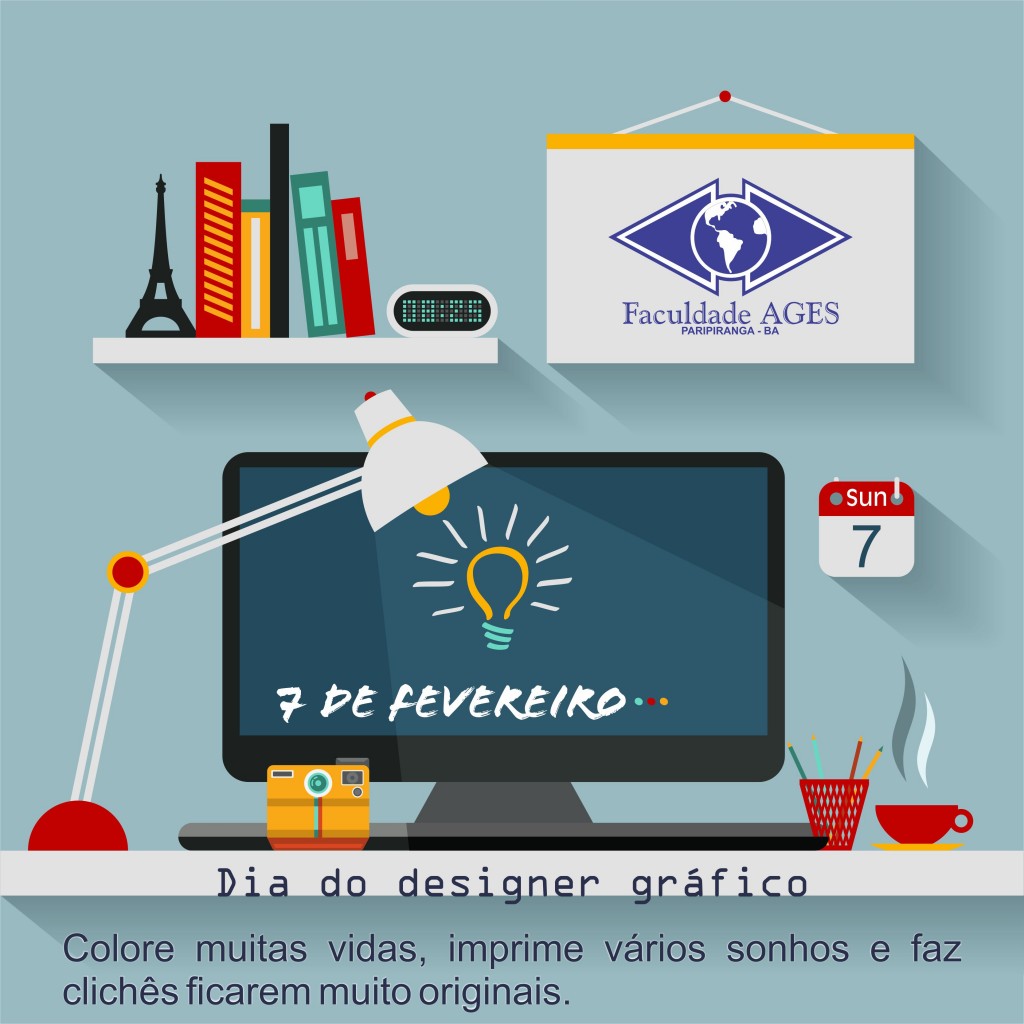 Faculdade AGES
PARIPIRANGA - BA
Sun
7
7 DE FEVEREIRO...
Dia do designer gráfico
Colore muitas vidas, imprime vários sonhos e faz
clichês ficarem muito originais.